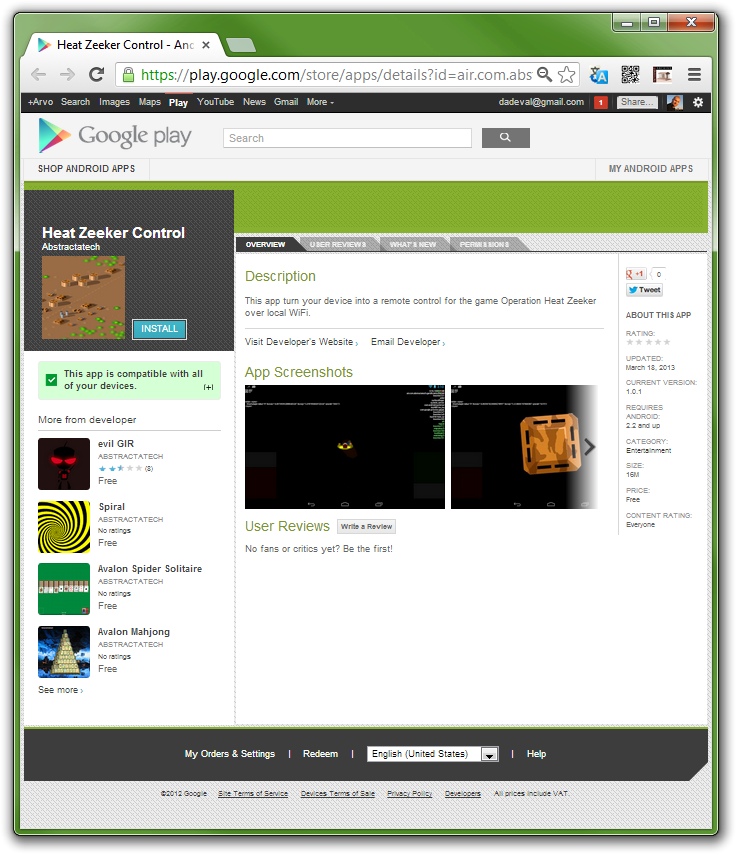 Heat Zeeker Control - Anc
https://play.google.com/store/apps/details?id=air.com.abs
+Arvo Search Images Maps Play YouTube News Gmail More dadeval@gmail.com 1 Share...
Google play
Search
SHOP ANDROID APPS
MY ANDROID APPS
Heat Zeeker Control
Abstractatech
INSTALL
This app is compatible with all
of your devices.
[+]
More from developer
evil GIR
ABSTRACTATECH
(8)
Free
Spiral
ABSTRACTATECH
No ratings
Free
Avalon Spider Solitaire
ABSTRACTATECH
No ratings
Free
Avalon Mahjong
ABSTRACTATECH
No ratings
Free
See more ›
OVERVIEW USER REVIEWS WHAT'S NEW PERMISSIONS
Description
This app turn your device into a remote control for the game Operation Heat Zeeker
over local WiFi.
Visit Developer's Website › Email Developer ›
App Screenshots
User Reviews Write a Review
No fans or critics yet? Be the first!
g +1 0
Tweet
ABOUT THIS APP
RATING:
UPDATED:
March 18, 2013
CURRENT VERSION:
1.0.1
REQUIRES
ANDROID:
2.2 and up
CATEGORY:
Entertainment
SIZE:
16M
PRICE:
Free
CONTENT RATING:
Everyone
My Orders & Settings | Redeem | English (United States) | Help
©2012 Google Site Terms of Service Devices Terms of Sale Privacy Policy Developers All prices include VAT.